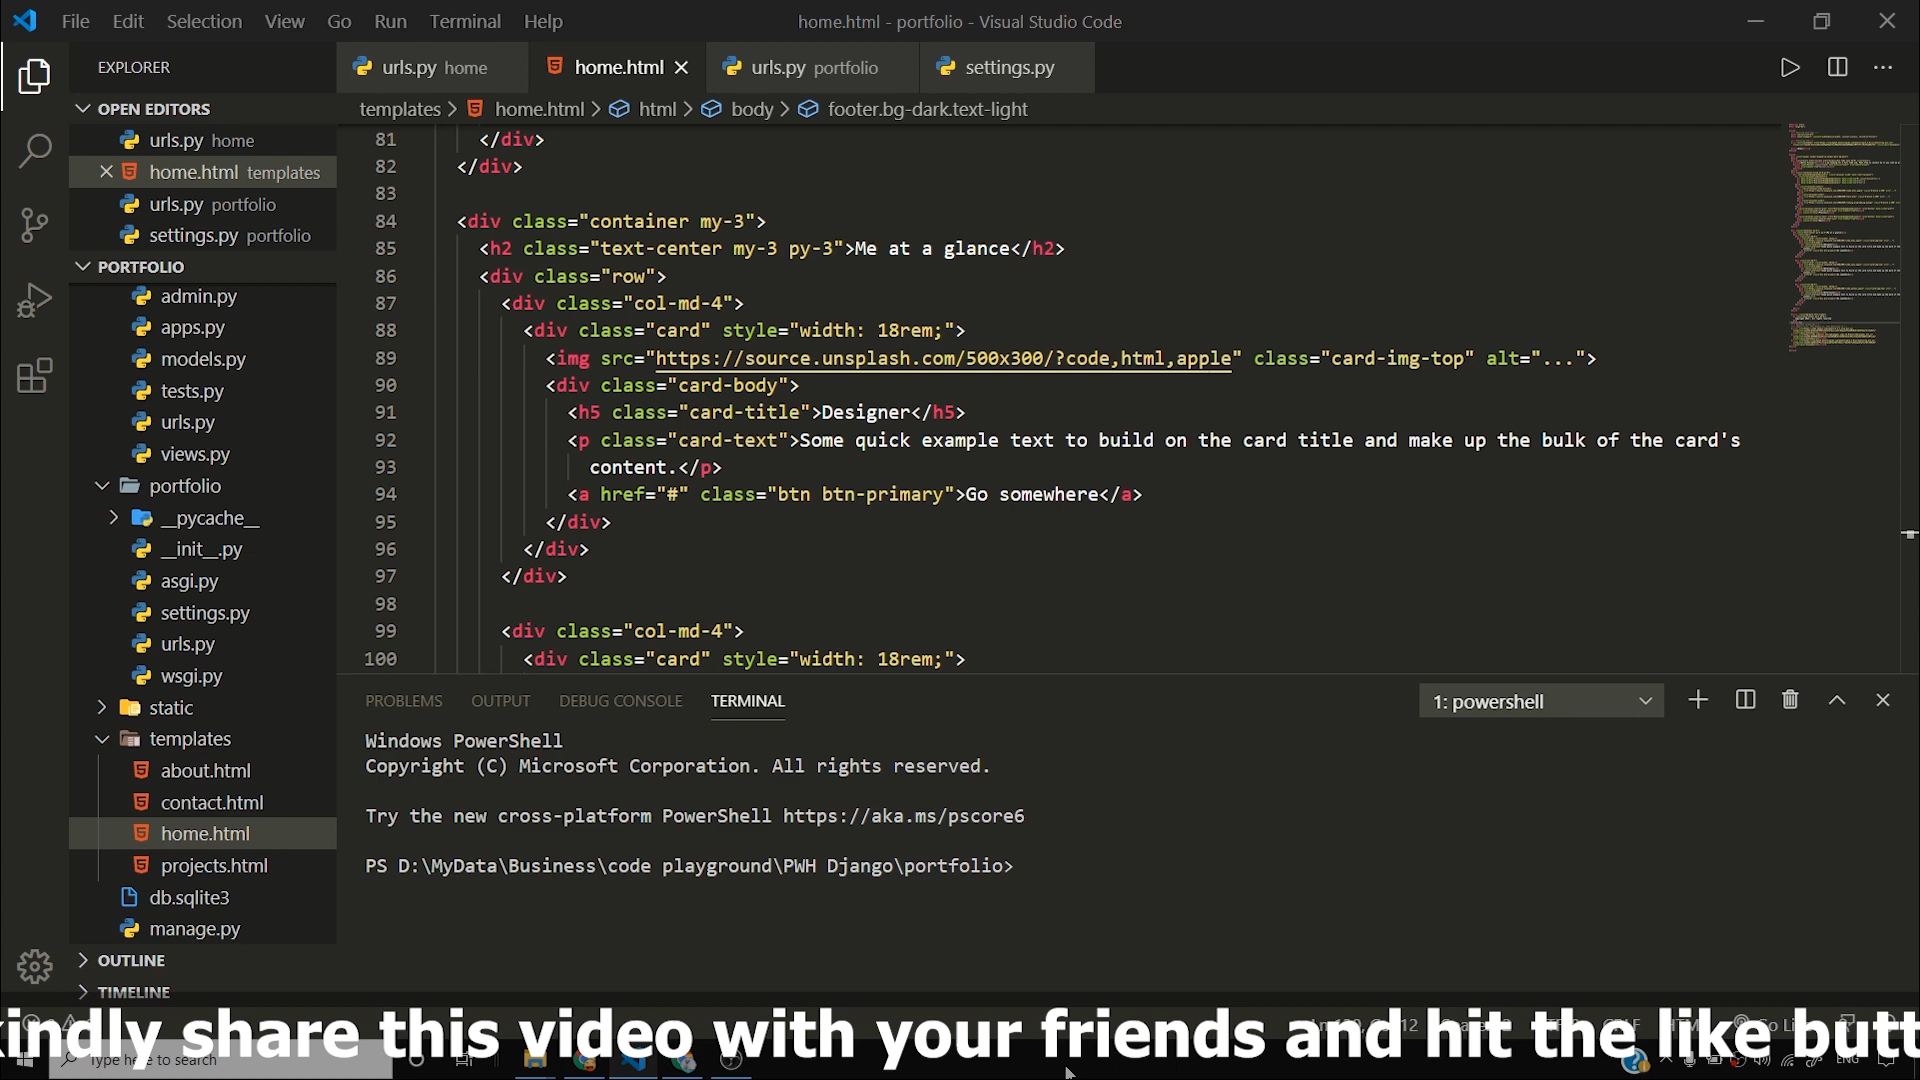 File Edit Selection View Go Run Terminal Help
home.html - portfolio - Visual Studio Code
EXPLORER
urls.py home
home.html
urls.py portfolio
settings.py
OPEN EDITORS
urls.py home
home.html templates
urls.py portfolio
settings.py portfolio
PORTFOLIO
admin.py
apps.py
models.py
tests.py
urls.py
views.py
portfolio
__pycache__
__init__.py
asgi.py
settings.py
urls.py
wsgi.py
static
templates
about.html
contact.html
home.html
projects.html
db.sqlite3
manage.py
OUTLINE
TIMELINE
templates > home.html > html > body > footer.bg-dark.text-light
81 </div>
82 </div>
83
84 <div class="container my-3">
85 <h2 class="text-center my-3 py-3">Me at a glance</h2>
86 <div class="row">
87 <div class="col-md-4">
88 <div class="card" style="width: 18rem;">
89 <img src="https://source.unsplash.com/500x300/?code,html,apple" class="card-img-top" alt="...">
90 <div class="card-body">
91 <h5 class="card-title">Designer</h5>
92 <p class="card-text">Some quick example text to build on the card title and make up the bulk of the card's
93 content.</p>
94 <a href="#" class="btn btn-primary">Go somewhere</a>
95 </div>
96 </div>
97 </div>
98
99 <div class="col-md-4">
100 <div class="card" style="width: 18rem;">
PROBLEMS OUTPUT DEBUG CONSOLE TERMINAL
1: powershell
Windows PowerShell
Copyright (C) Microsoft Corporation. All rights reserved.
Try the new cross-platform PowerShell https://aka.ms/pscore6
PS D:\MyData\Business\code playground\PWH Django\portfolio>
kindly share this video with your friends and hit the like butt
Type here to search
ENG